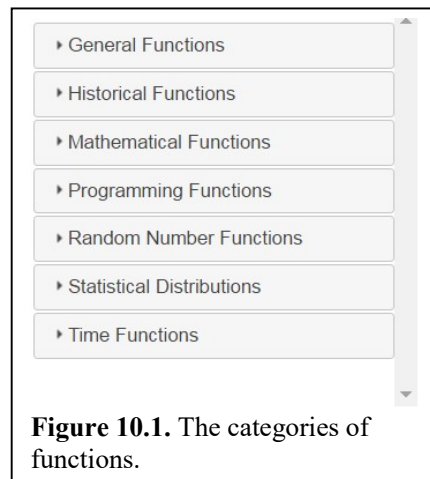 General Functions
Historical Functions
Mathematical Functions
Programming Functions
Random Number Functions
Statistical Distributions
Time Functions
Figure 10.1. The categories of
functions.